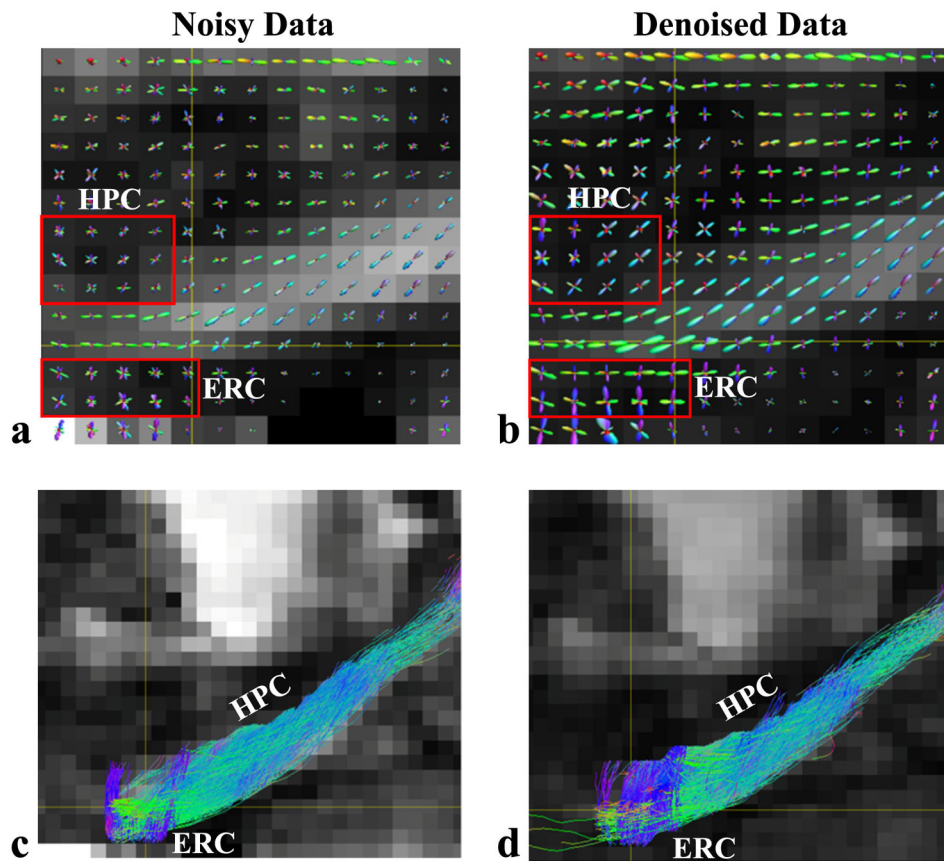 Noisy Data
Denoised Data
HPC
ERC
a
HPC
ERC
b
HPC
ERC
c
HPC
ERC
d